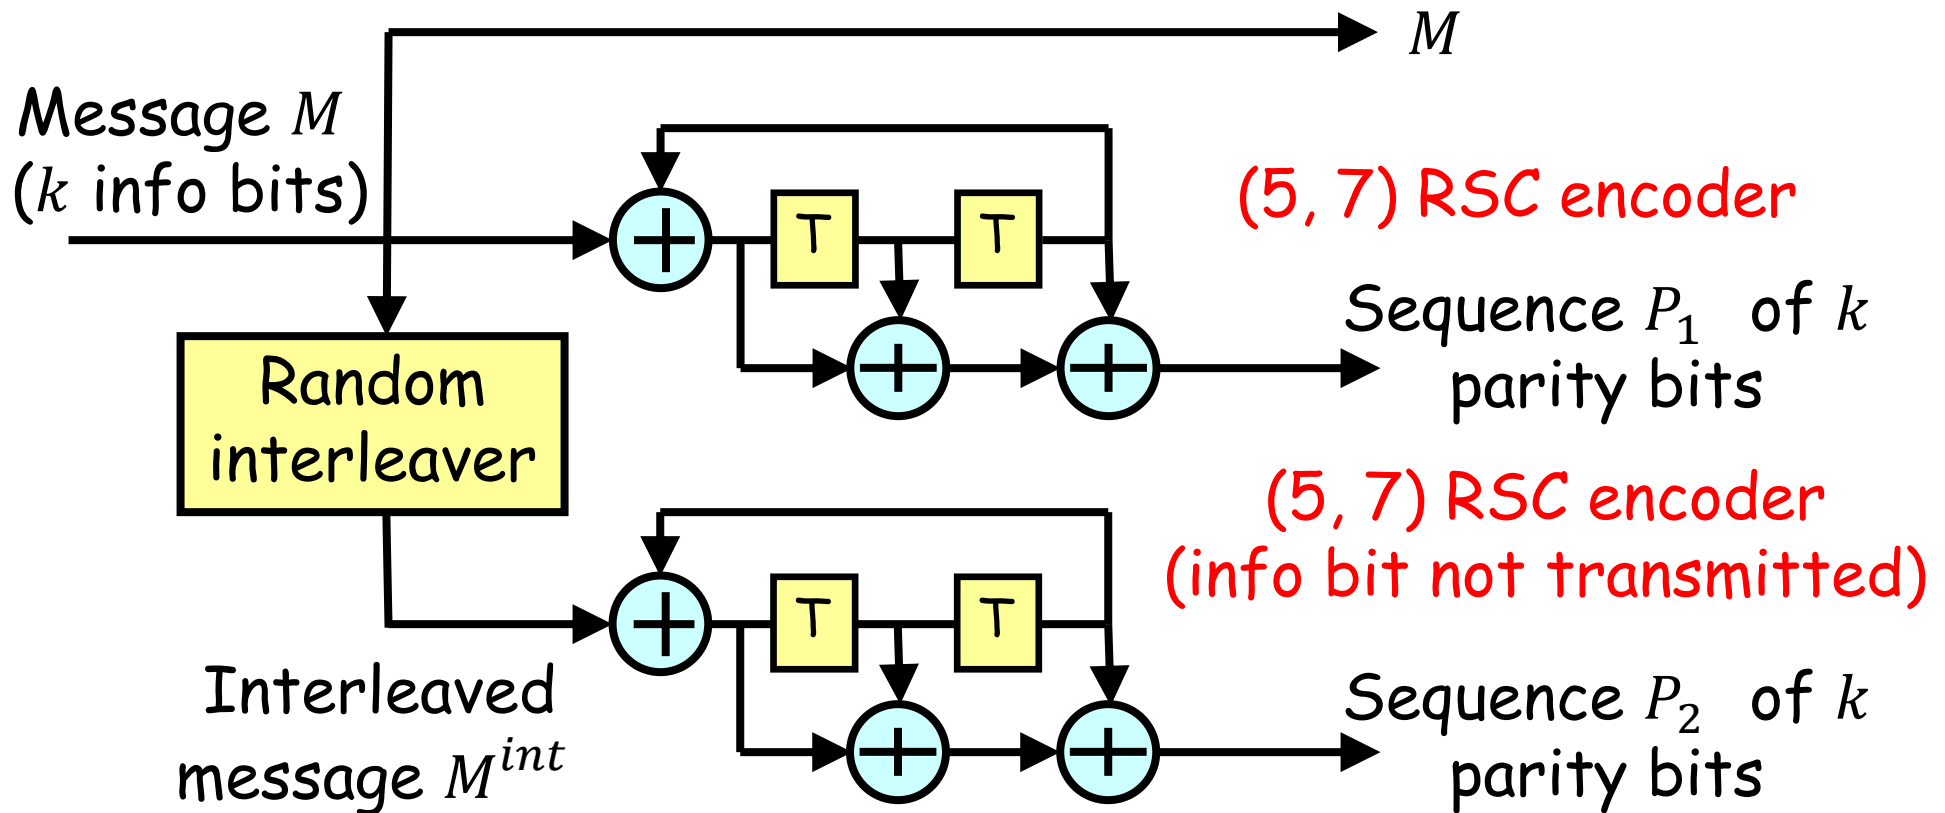 M
Message M
(k info bits)
+
T
T
(5, 7) RSC encoder
Sequence P₁ of k
parity bits
+
+
Random
interleaver
(5, 7) RSC encoder
(info bit not transmitted)
+
T
T
Interleaved
message Mⁱⁿᵗ
+
+
Sequence P₂ of k
parity bits